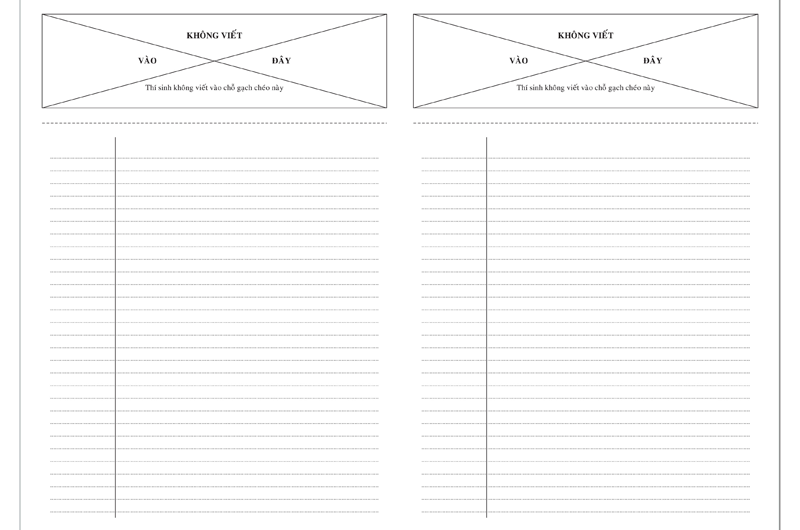 KHÔNG VIẾT
VÀO ĐÂY
Thí sinh không viết vào chỗ gạch chéo này
KHÔNG VIẾT
VÀO ĐÂY
Thí sinh không viết vào chỗ gạch chéo này